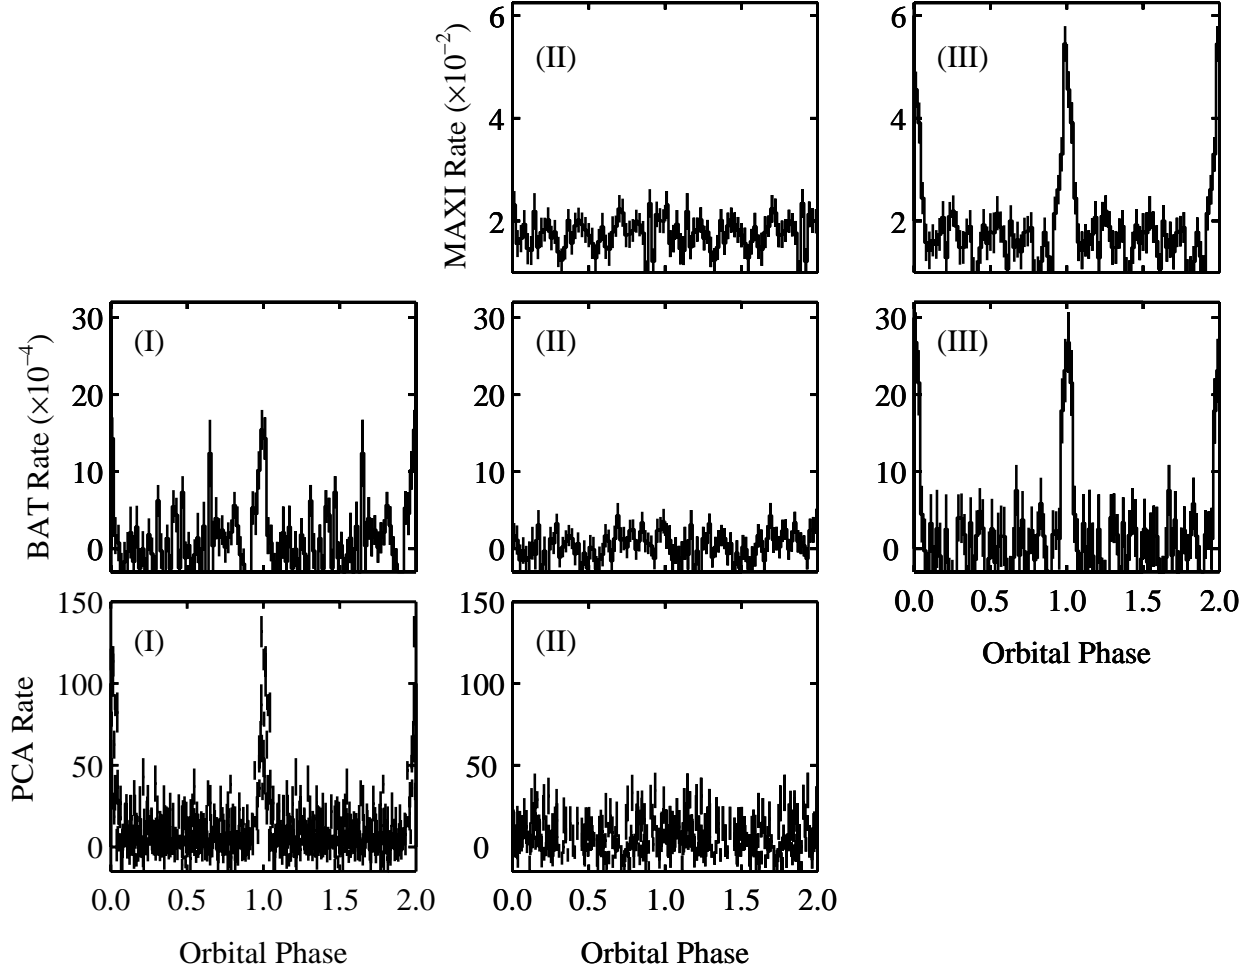 MAXI Rate (×10−2)
6
4
2
(II)
(III)
BAT Rate (×10−4)
30
20
10
0
(I)
30
20
10
0
(II)
30
20
10
0
(III)
0.0 0.5 1.0 1.5 2.0
Orbital Phase
PCA Rate
150
100
50
0
(I)
0.0 0.5 1.0 1.5 2.0
Orbital Phase
150
100
50
0
(II)
0.0 0.5 1.0 1.5 2.0
Orbital Phase
6
4
2